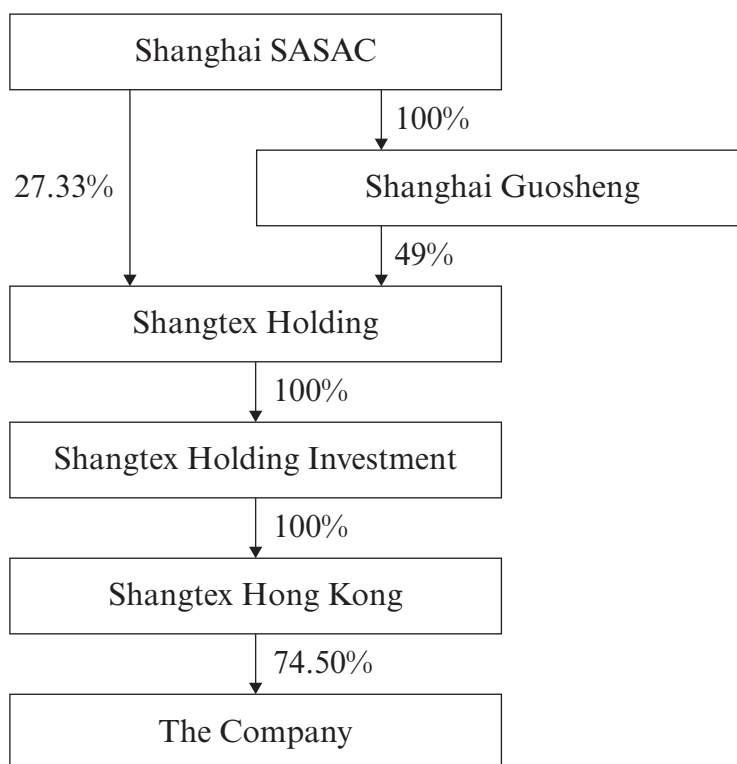 Shanghai SASAC
100%
27.33%
Shanghai Guosheng
49%
Shangtex Holding
100%
Shangtex Holding Investment
100%
Shangtex Hong Kong
74.50%
The Company